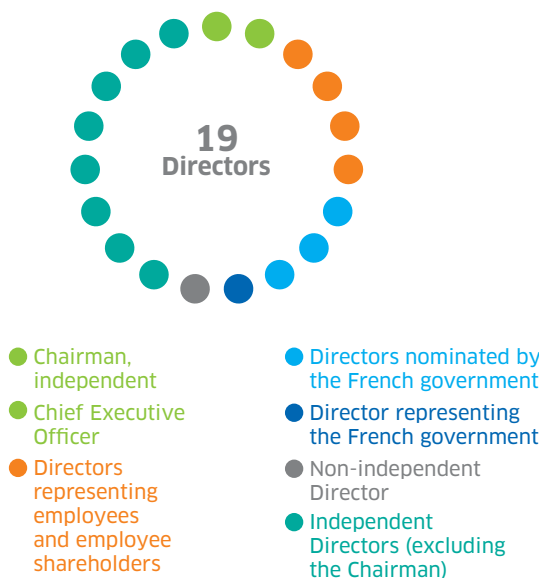 19
Directors
Chairman,
independent
Chief Executive
Officer
Directors
representing
employees
and employee
shareholders
Directors nominated by
the French government
Director representing
the French government
Non-independent
Director
Independent
Directors (excluding
the Chairman)